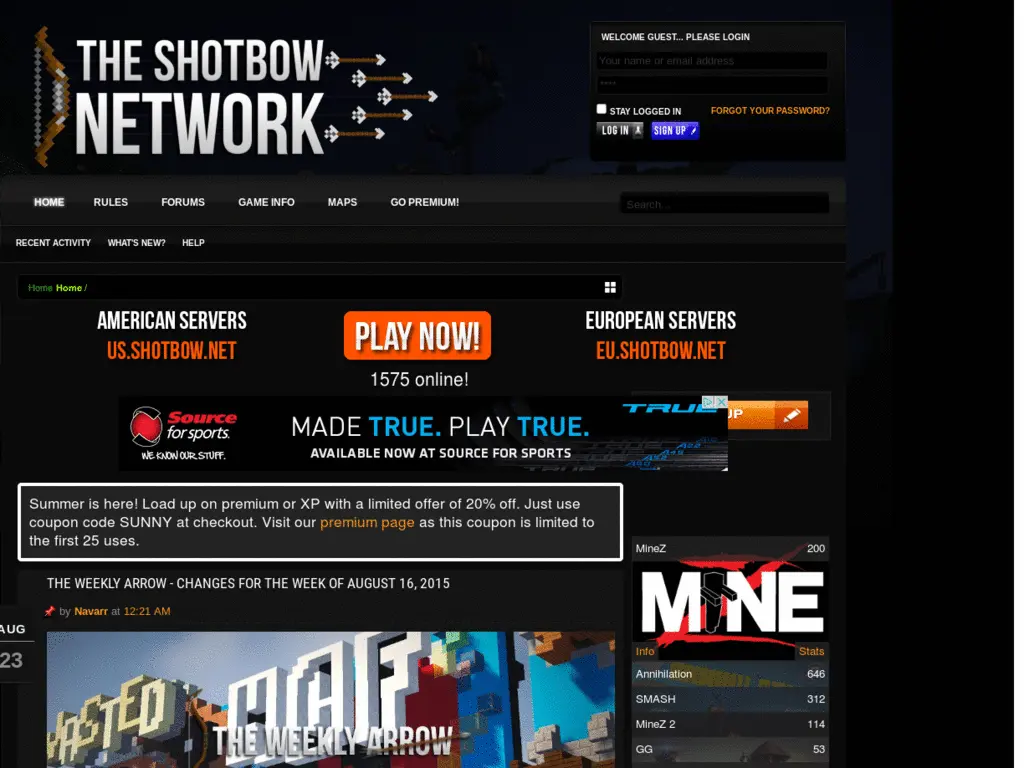 THE SHOTBOW
NETWORK
WELCOME GUEST... PLEASE LOGIN
Your name or email address
****
STAY LOGGED IN
FORGOT YOUR PASSWORD?
LOG IN
SIGN UP
HOME RULES FORUMS GAME INFO MAPS GO PREMIUM!
Search...
RECENT ACTIVITY WHAT'S NEW? HELP
Home Home /
AMERICAN SERVERS
US.SHOTBOW.NET
PLAY NOW!
1575 online!
EUROPEAN SERVERS
EU.SHOTBOW.NET
Source
for sports.
WE KNOW OUR STUFF.
MADE TRUE. PLAY TRUE.
AVAILABLE NOW AT SOURCE FOR SPORTS
TRUE
UP
Summer is here! Load up on premium or XP with a limited offer of 20% off. Just use
coupon code SUNNY at checkout. Visit our premium page as this coupon is limited to
the first 25 uses.
AUG
23
THE WEEKLY ARROW - CHANGES FOR THE WEEK OF AUGUST 16, 2015
by Navarr at 12:21 AM
THE WEEKLY ARROW
MineZ 200
MINE
Info Stats
Annihilation 646
SMASH 312
MineZ 2 114
GG 53